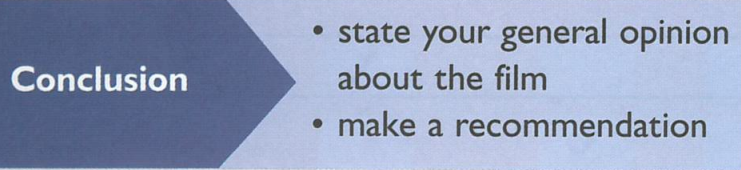 Conclusion
• state your general opinion
about the film
• make a recommendation